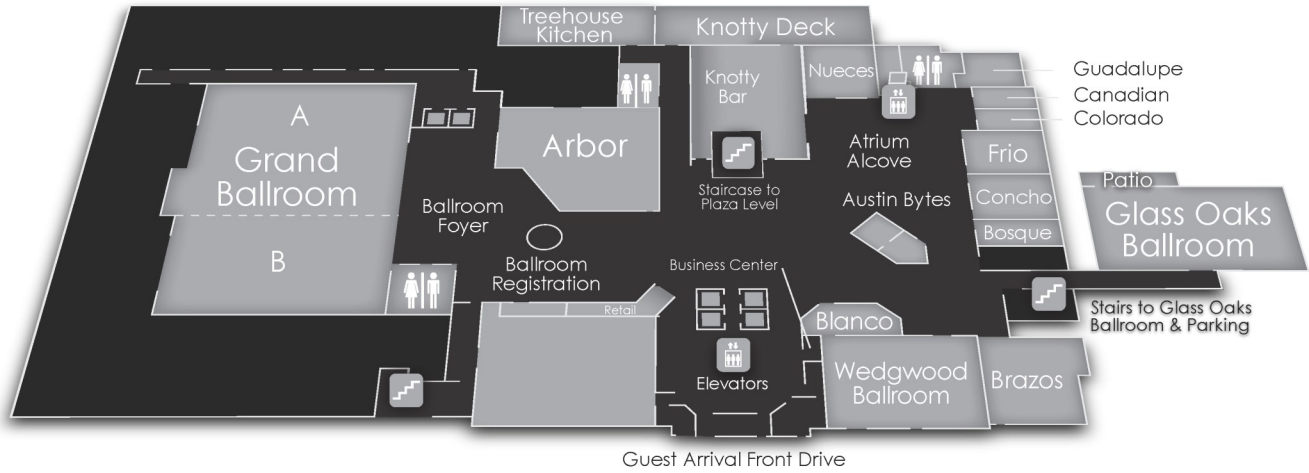 Treehouse
Kitchen
Knotty Deck
Knotty
Bar
Nueces
Guadalupe
Canadian
Colorado
A
Grand
Ballroom
B
Arbor
Atrium
Alcove
Frio
Staircase to
Plaza Level
Austin Bytes
Concho
Patio
Glass Oaks
Ballroom
Ballroom
Foyer
Bosque
Ballroom
Registration
Business Center
Retail
Blanco
Stairs to Glass Oaks
Ballroom & Parking
Elevators
Wedgwood
Ballroom
Brazos
Guest Arrival Front Drive